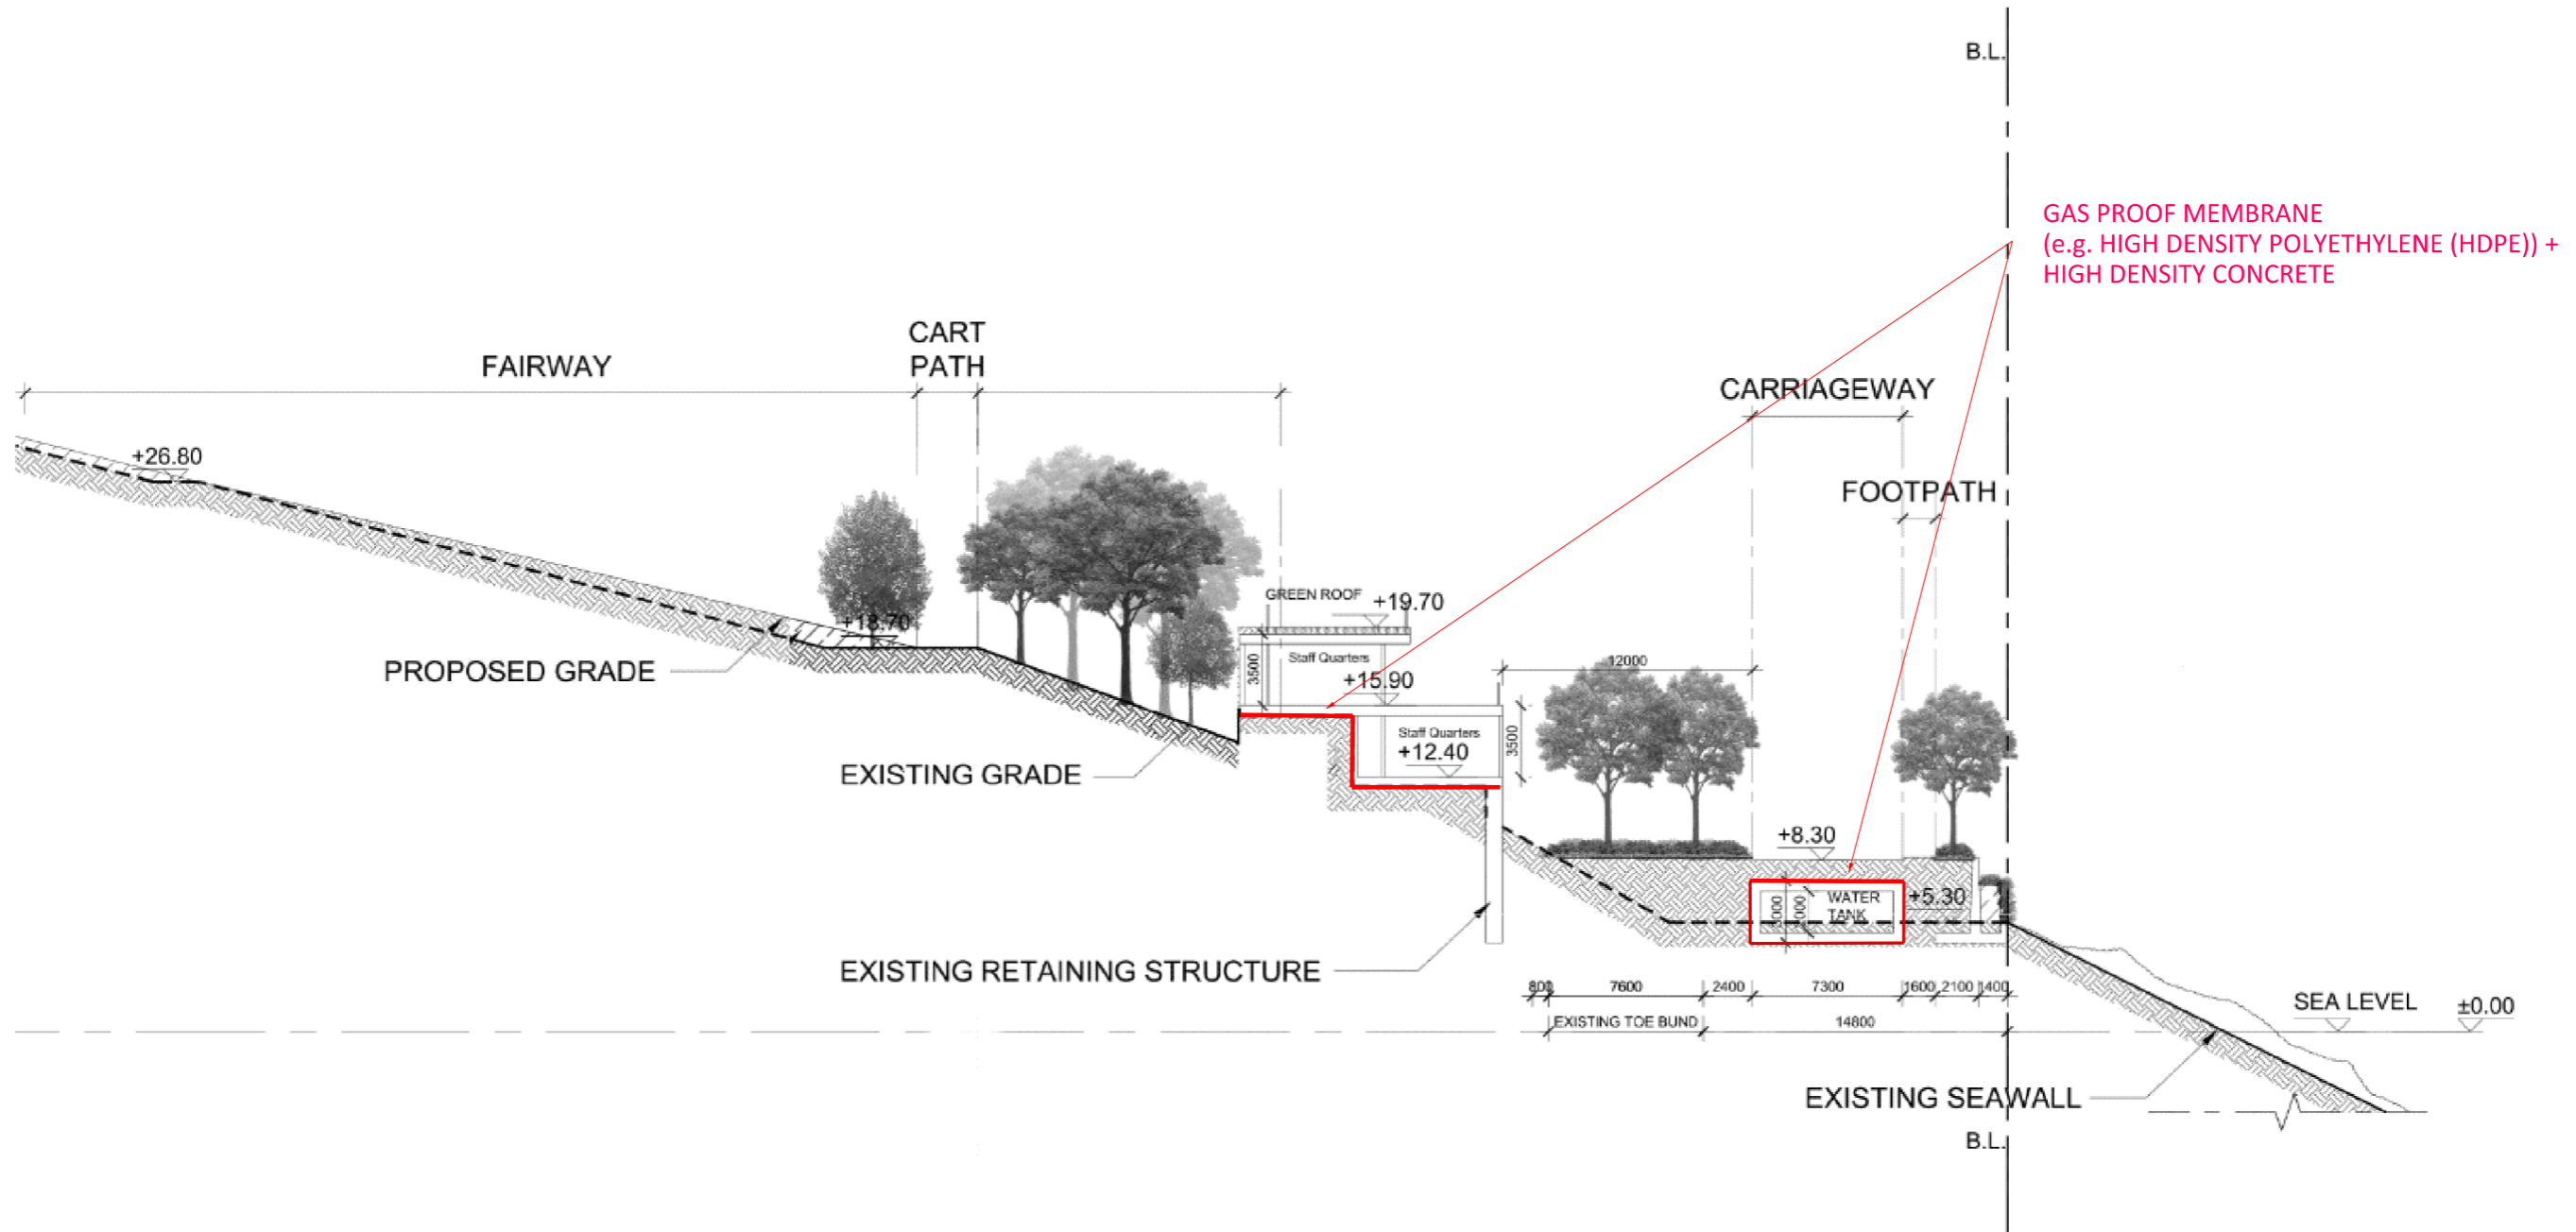 B.L.
GAS PROOF MEMBRANE
(e.g. HIGH DENSITY POLYETHYLENE (HDPE)) +
HIGH DENSITY CONCRETE
CART
PATH
FAIRWAY
CARRIAGEWAY
+26.80
FOOTPATH
GREEN ROOF
+19.70
+18.70
PROPOSED GRADE
Staff Quarters
3500
12000
+15.90
Staff Quarters
3500
+12.40
EXISTING GRADE
+8.30
WATER
TANK
+5.30
EXISTING RETAINING STRUCTURE
800
7600
2400
7300
1600
2100
1400
SEA LEVEL
±0.00
EXISTING TOE BUND
14800
EXISTING SEAWALL
B.L.